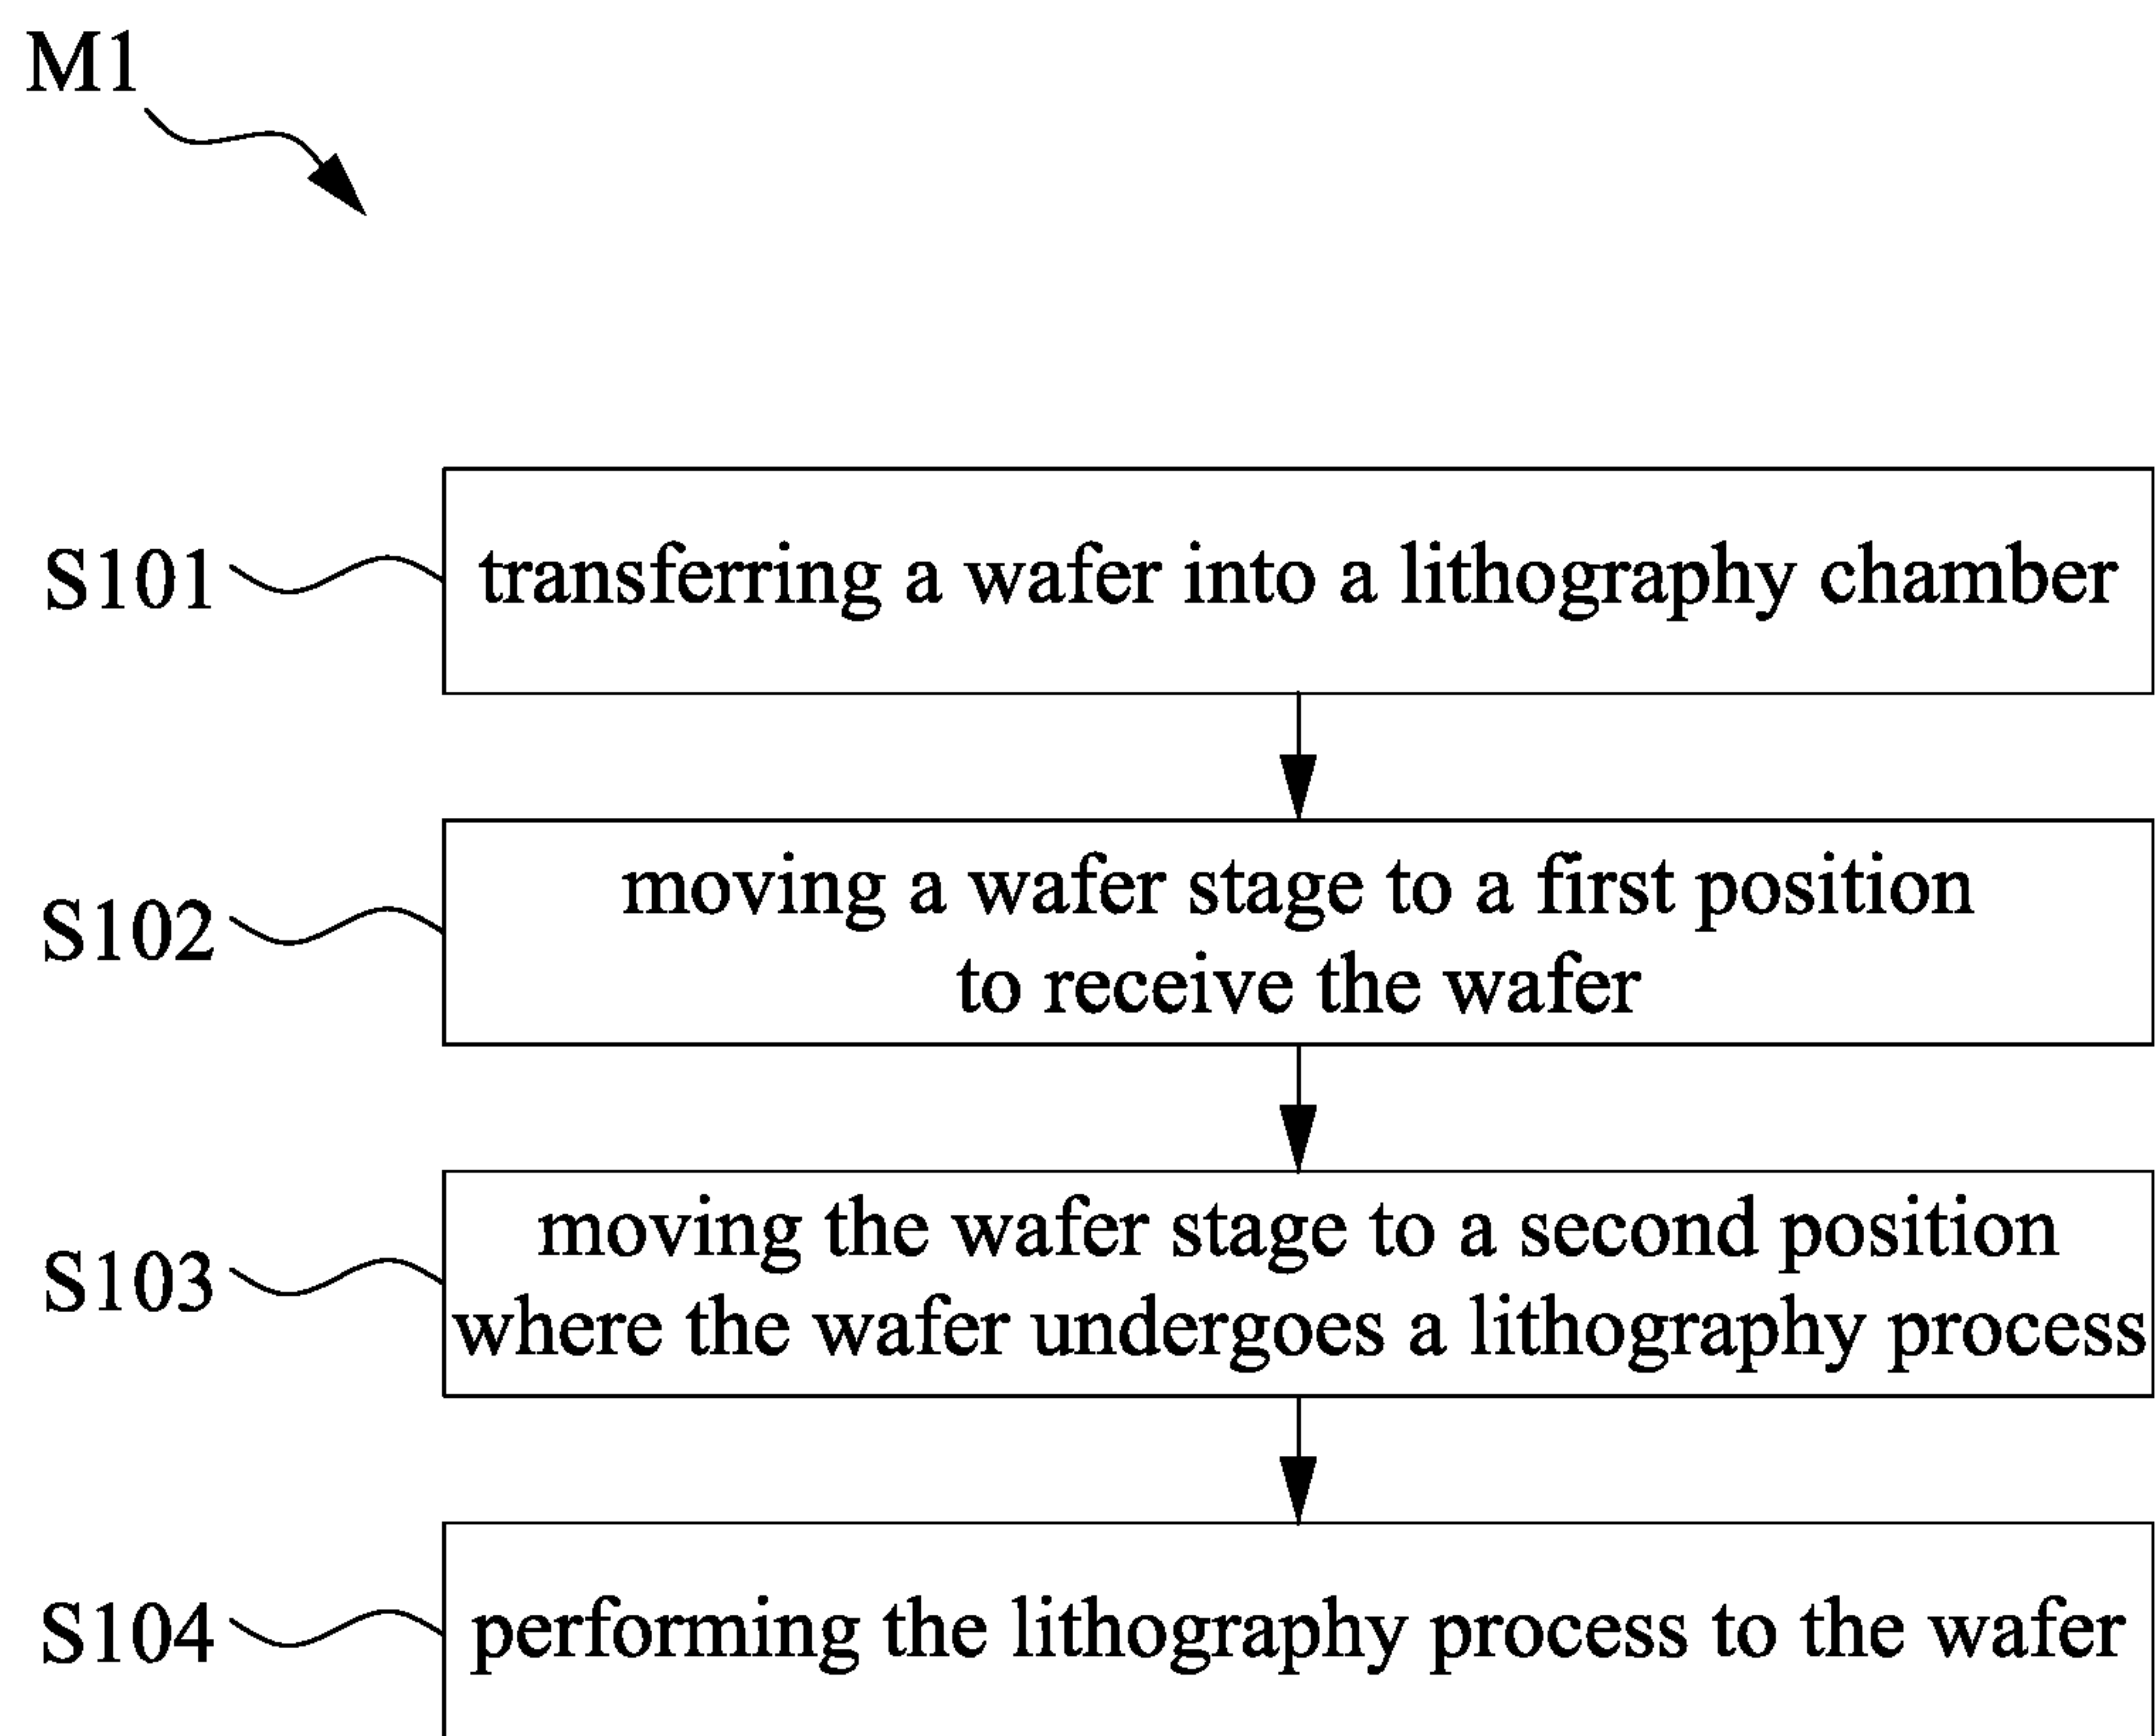 M1
S101
transferring a wafer into a lithography chamber
S102
moving a wafer stage to a first position
to receive the wafer
S103
moving the wafer stage to a second position
where the wafer undergoes a lithography process
S104
performing the lithography process to the wafer